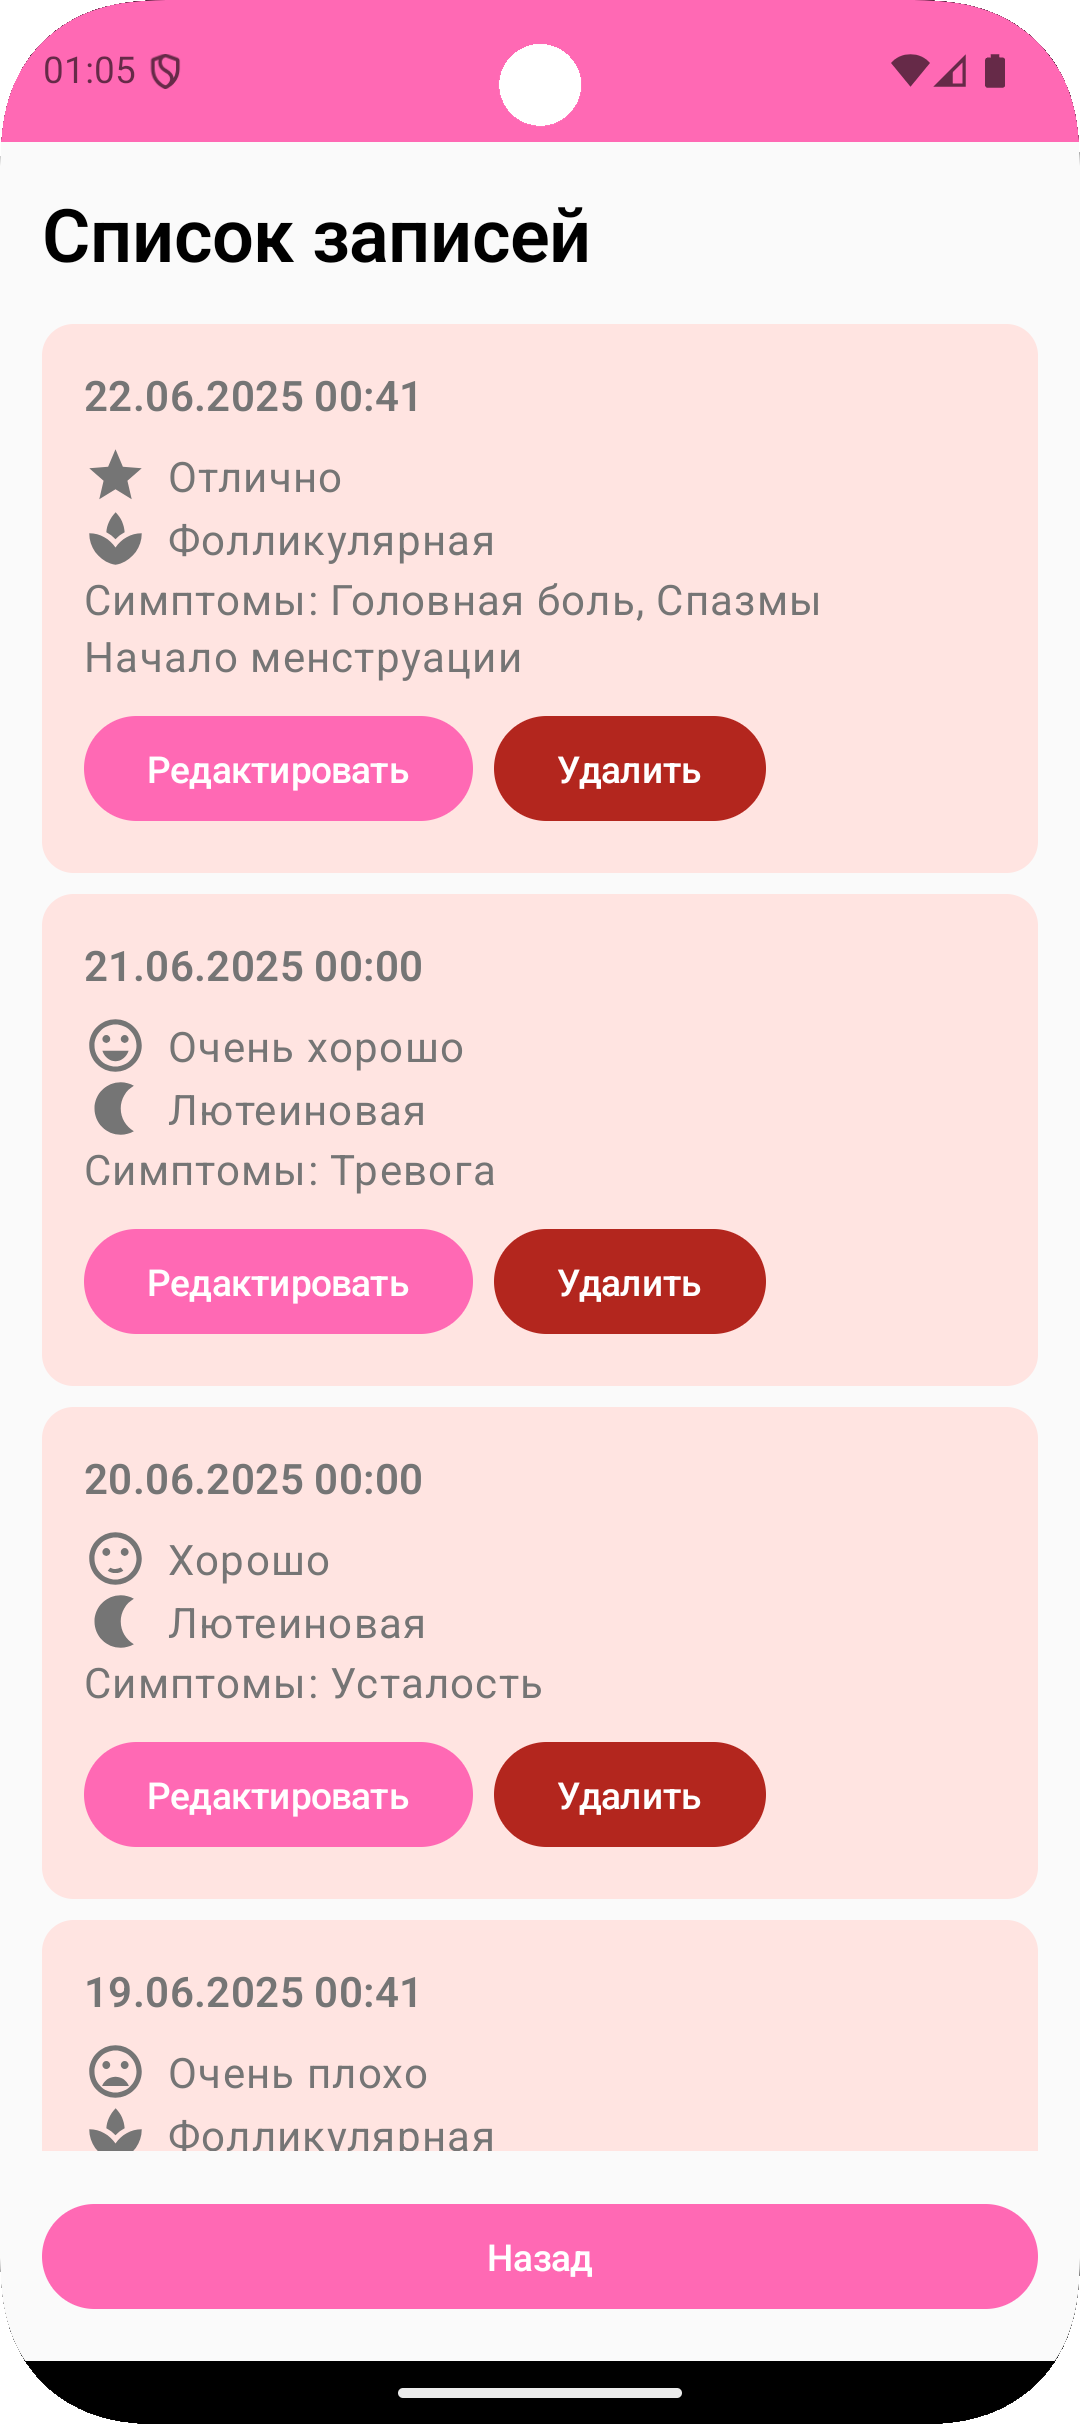 01:05
Список записей
22.06.2025 00:41
Отлично
Фолликулярная
Симптомы: Головная боль, Спазмы
Начало менструации
Редактировать Удалить
21.06.2025 00:00
Очень хорошо
Лютеиновая
Симптомы: Тревога
Редактировать Удалить
20.06.2025 00:00
Хорошо
Лютеиновая
Симптомы: Усталость
Редактировать Удалить
19.06.2025 00:41
Очень плохо
Фолликулярная
Назад